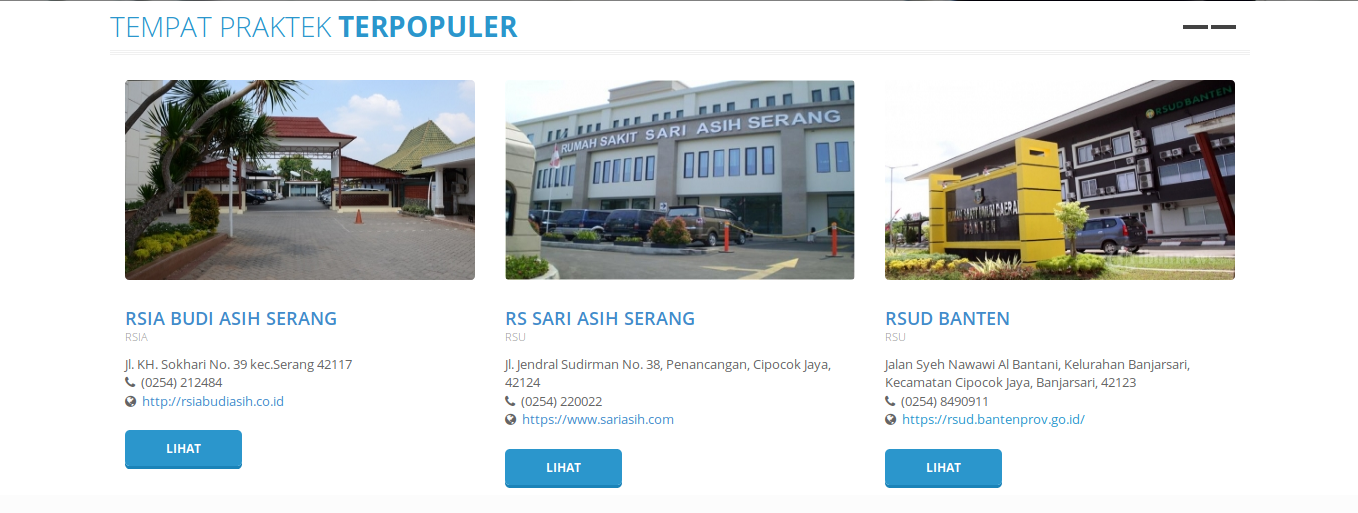 TEMPAT PRAKTEK TERPOPULER
RUMAH SAKIT SARI ASIH SERANG
RSUD BANTEN
RUMAH SAKIT UMUM DAERA
BANTEN
RSIA BUDI ASIH SERANG
RSIA
Jl. KH. Sokhari No. 39 kec.Serang 42117
(0254) 212484
http://rsiabudiasih.co.id
LIHAT
RS SARI ASIH SERANG
RSU
Jl. Jendral Sudirman No. 38, Penancangan, Cipocok Jaya,
42124
(0254) 220022
https://www.sariasih.com
LIHAT
RSUD BANTEN
RSU
Jalan Syeh Nawawi Al Bantani, Kelurahan Banjarsari,
Kecamatan Cipocok Jaya, Banjarsari, 42123
(0254) 8490911
https://rsud.bantenprov.go.id/
LIHAT